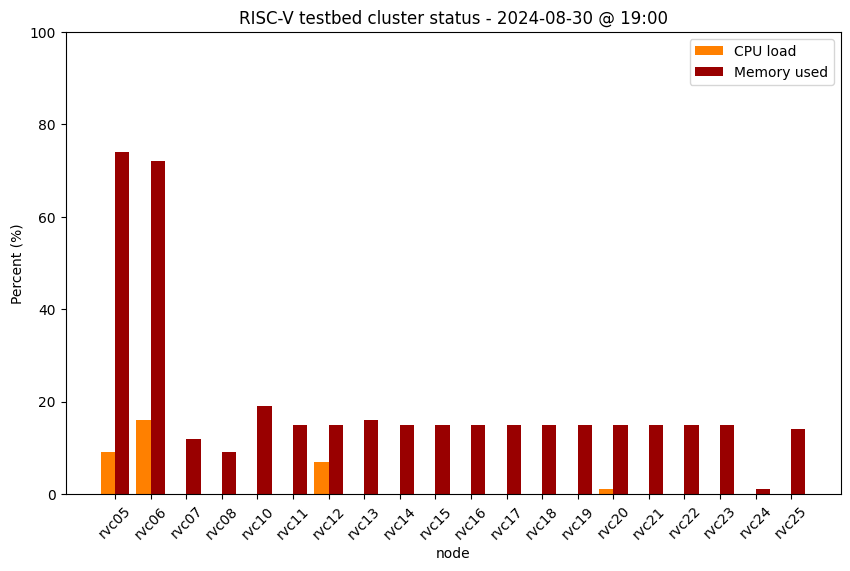 RISC-V testbed cluster status - 2024-08-30 @ 19:00
CPU load
Memory used
Percent (%)
100
80
60
40
20
0
rvc05 rvc06 rvc07 rvc08 rvc10 rvc11 rvc12 rvc13 rvc14 rvc15 rvc16 rvc17 rvc18 rvc19 rvc20 rvc21 rvc22 rvc23 rvc24 rvc25
node